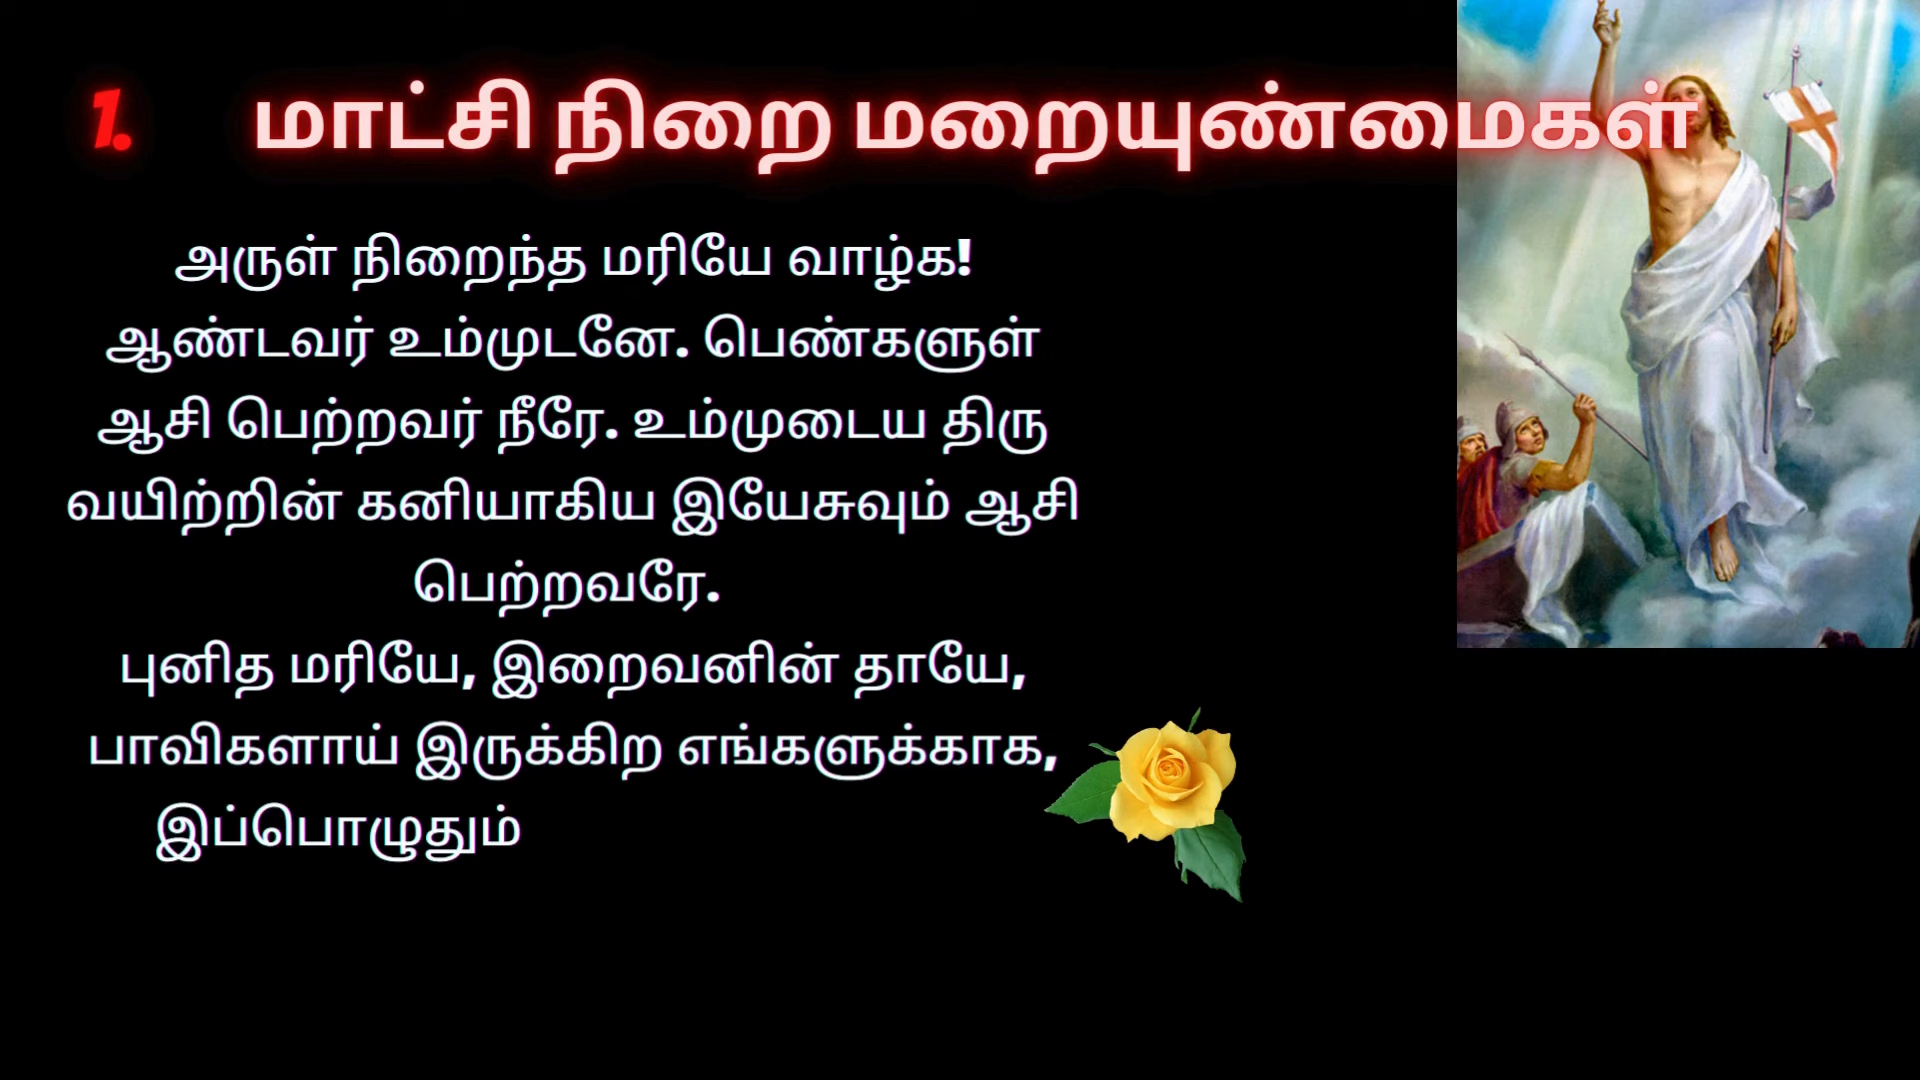 1. மாட்சி நிறை மறையுண்மைகள்
அருள் நிறைந்த மரியே வாழ்க!
ஆண்டவர் உம்முடனே. பெண்களுள்
ஆசி பெற்றவர் நீரே. உம்முடைய திரு
வயிற்றின் கனியாகிய இயேசுவும் ஆசி
பெற்றவரே.
புனித மரியே, இறைவனின் தாயே,
பாவிகளாய் இருக்கிற எங்களுக்காக,
இப்பொழுதும்